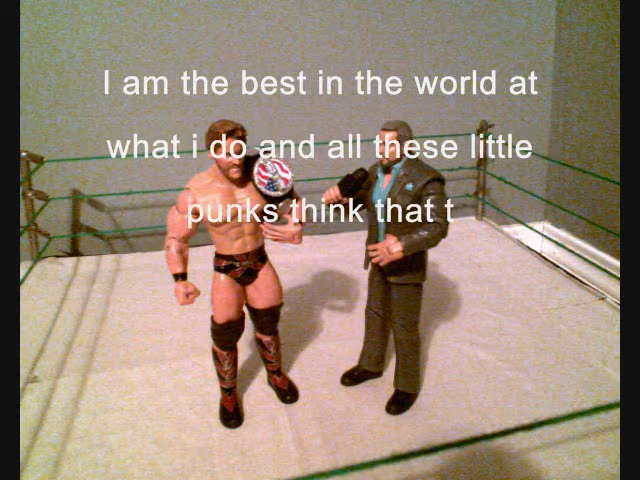 I am the best in the world at
what i do and all these little
punks think that t